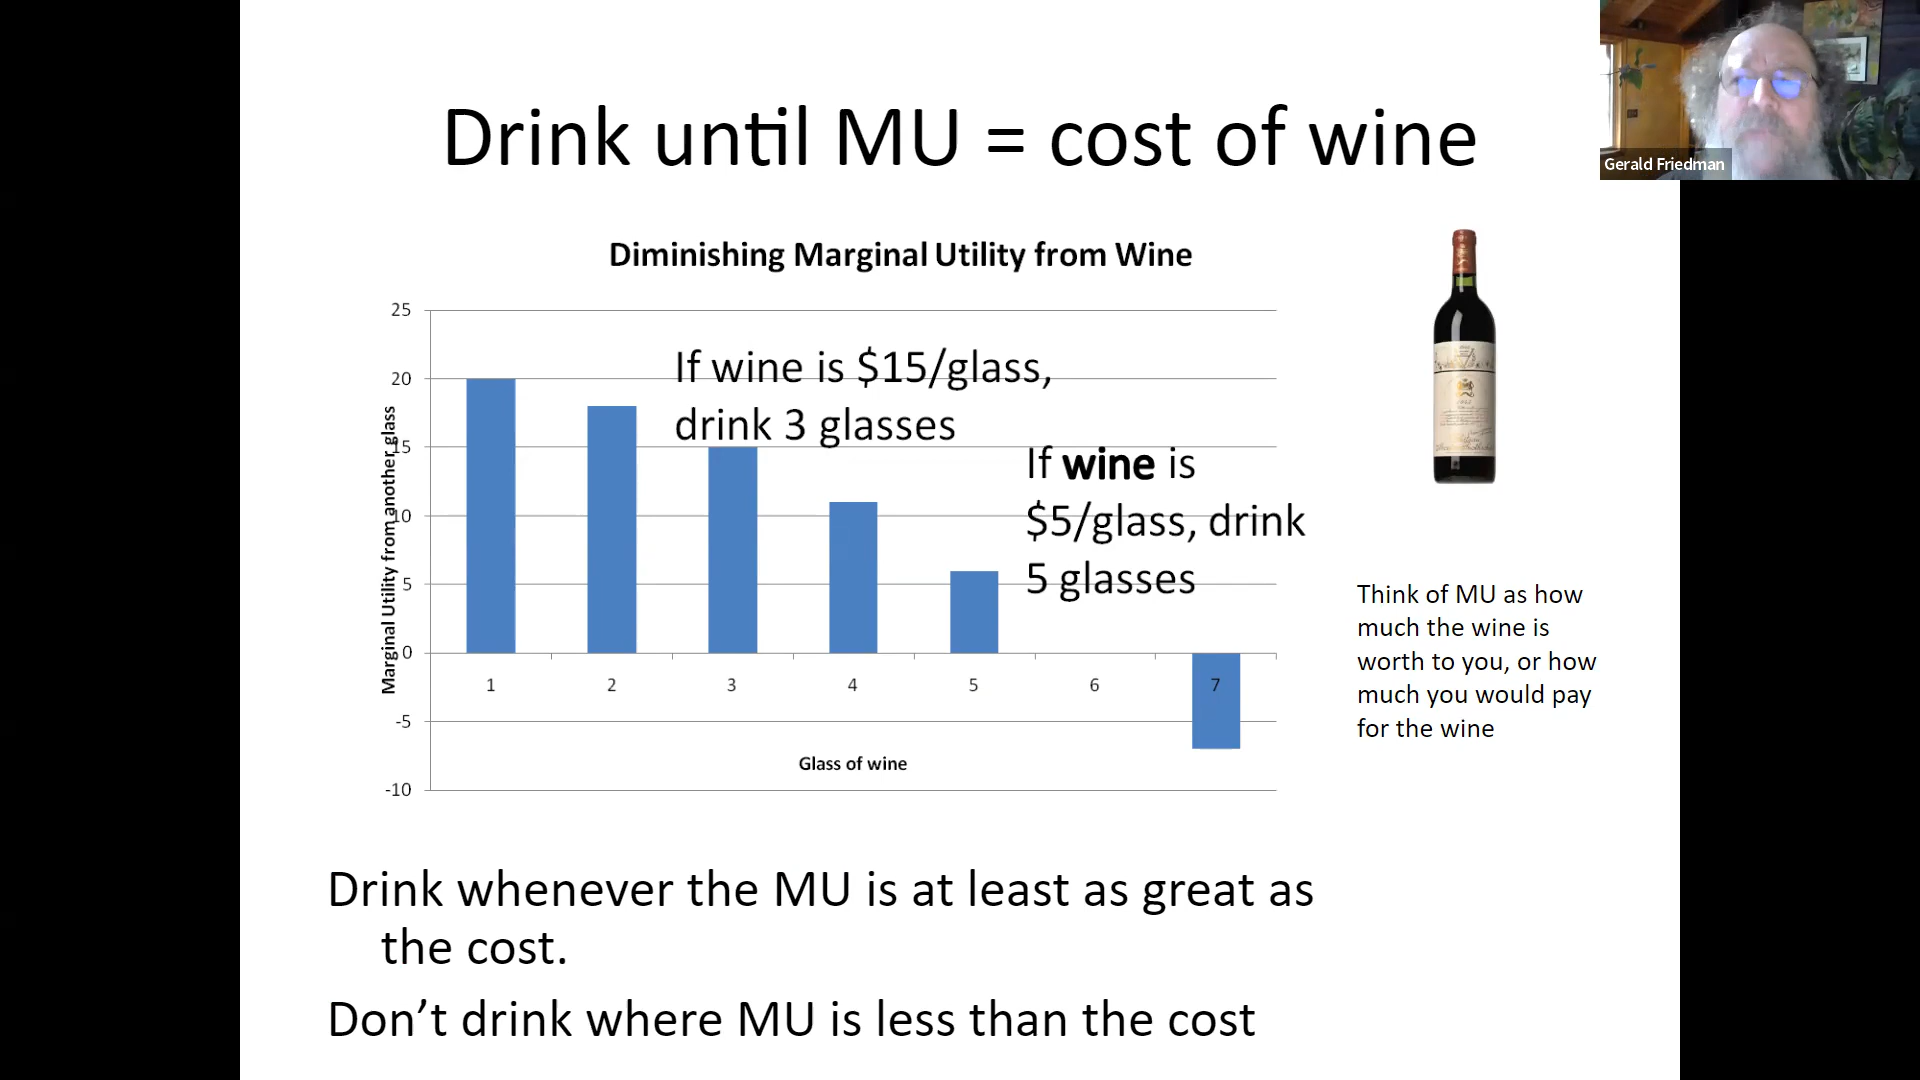 Drink until MU = cost of wine
Gerald Friedman
Diminishing Marginal Utility from Wine
Marginal Utility from another glass
25
20
15
10
5
0
-5
-10
If wine is $15/glass,
drink 3 glasses
If wine is
$5/glass, drink
5 glasses
1 2 3 4 5 6 7
Glass of wine
Think of MU as how
much the wine is
worth to you, or how
much you would pay
for the wine
Drink whenever the MU is at least as great as
the cost.
Don’t drink where MU is less than the cost